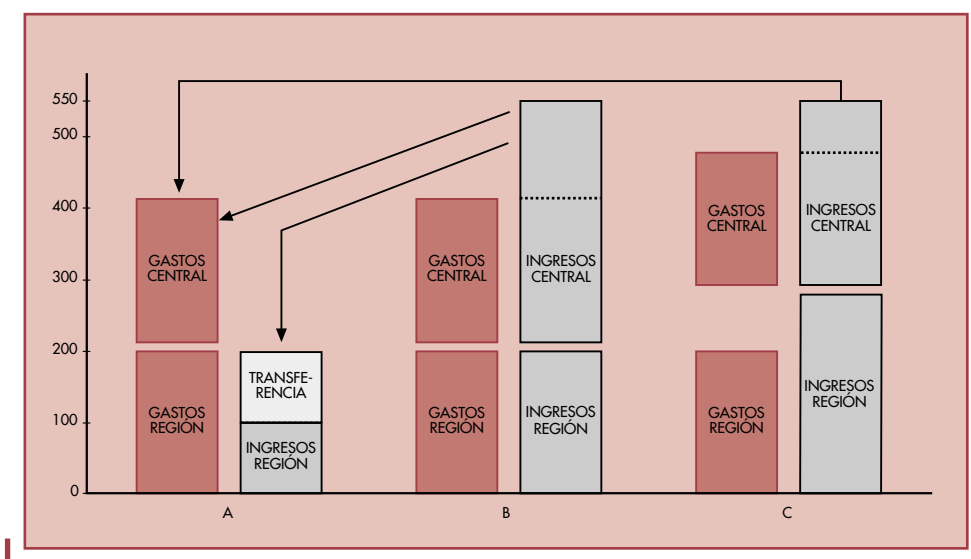 550
500
400
300
200
100
0
GASTOS
CENTRAL
GASTOS
REGIÓN
TRANSFE-
RENCIA
INGRESOS
REGIÓN
GASTOS
CENTRAL
GASTOS
REGIÓN
INGRESOS
CENTRAL
INGRESOS
REGIÓN
GASTOS
CENTRAL
GASTOS
REGIÓN
INGRESOS
CENTRAL
INGRESOS
REGIÓN
A
B
C